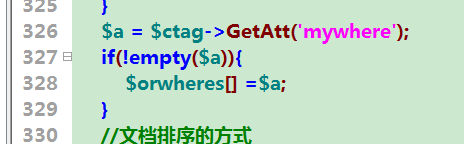 325 }
326 $a = $ctag->GetAtt('mywhere');
327 if(!empty($a)){
328 $orwheres[] =$a;
329 }
330 //文档排序的方式